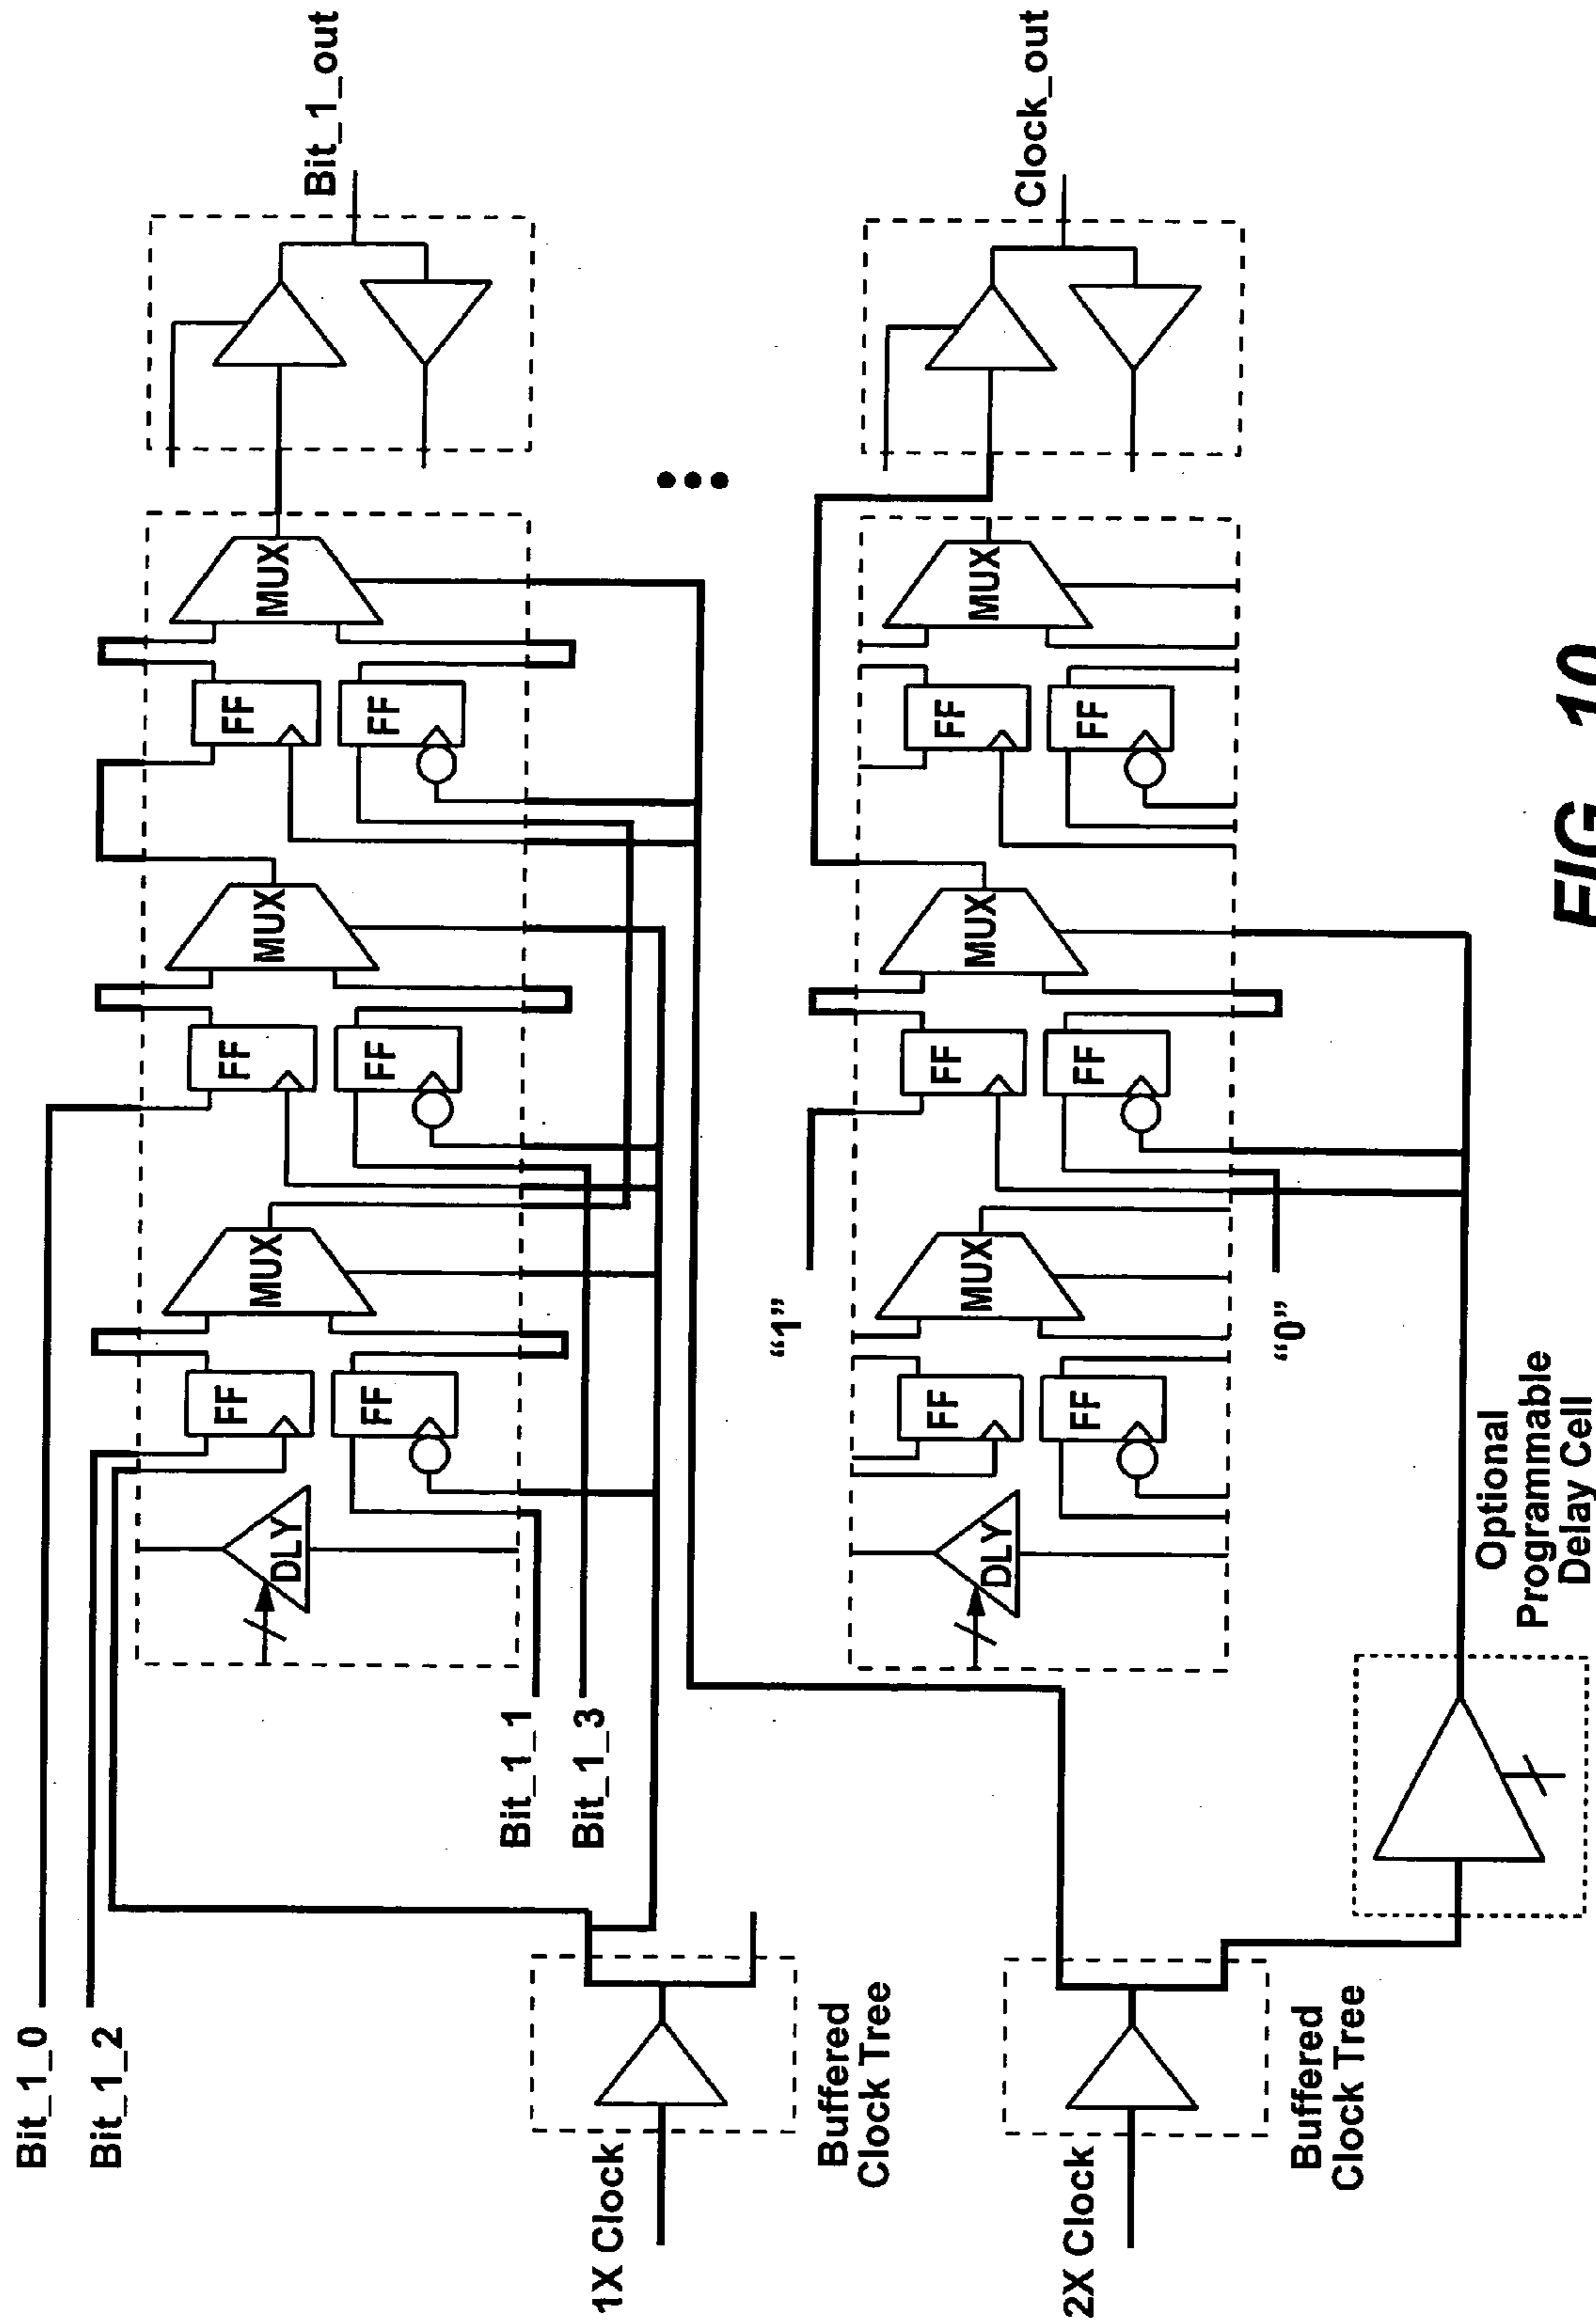 Bit_1_0
Bit_1_2
DLY
FF
FF
MUX
FF
FF
MUX
FF
FF
MUX
Bit_1_out
Bit_1_1
Bit_1_3
1X Clock
Buffered
Clock Tree
"1"
DLY
FF
FF
MUX
FF
FF
MUX
FF
FF
MUX
Clock_out
"0"
2X Clock
Buffered
Clock Tree
Optional
Programmable
Delay Cell
FIG. 10